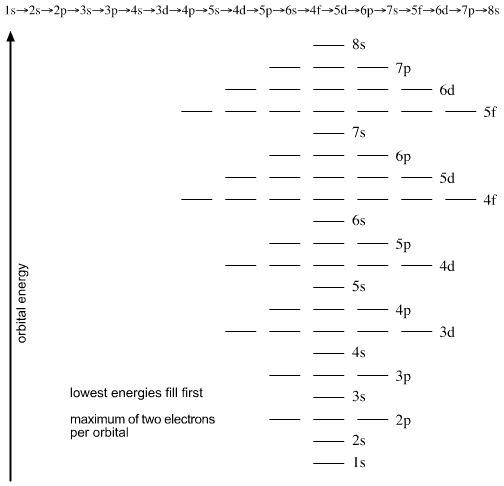 1s→2s→2p→3s→3p→4s→3d→4p→5s→4d→5p→6s→4f→5d→6p→7s→5f→6d→7p→8s
8s
7p
6d
5f
7s
6p
5d
4f
6s
5p
4d
5s
4p
3d
4s
3p
3s
2p
2s
1s
orbital energy
lowest energies fill first
maximum of two electrons
per orbital